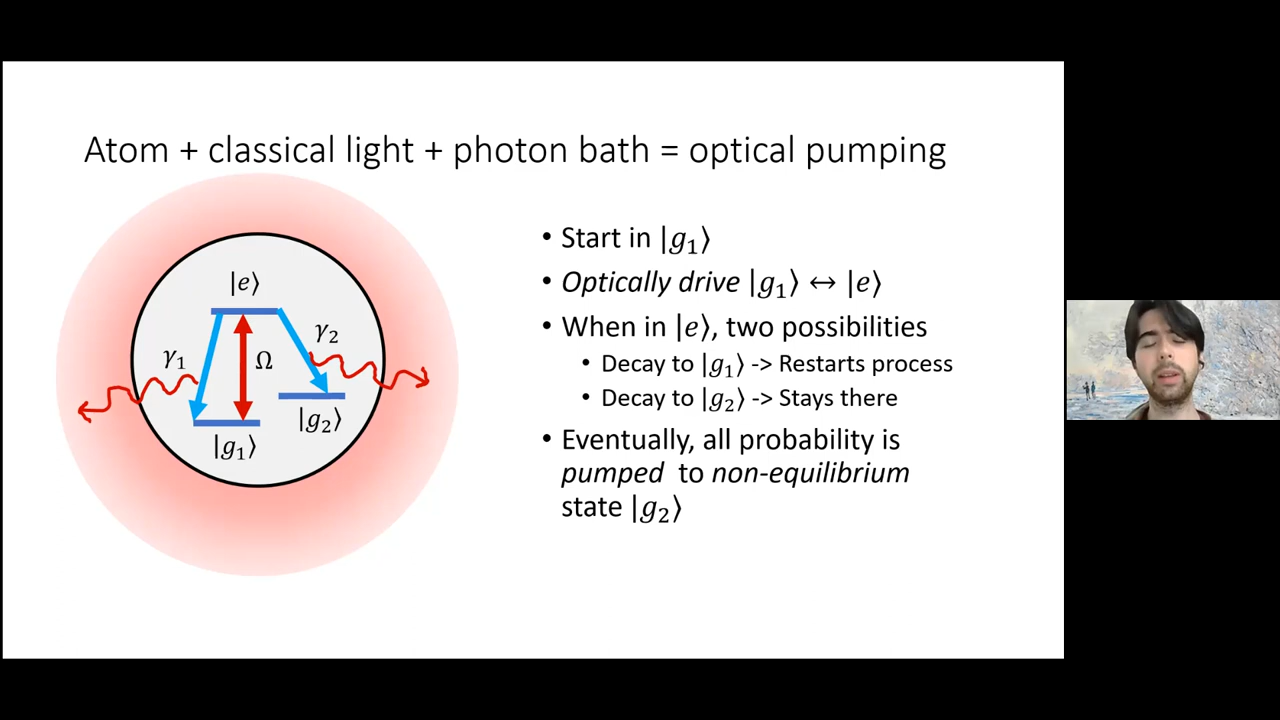 Atom + classical light + photon bath = optical pumping
|e⟩
γ₁
Ω
γ₂
|g₁⟩
|g₂⟩
• Start in |g₁⟩
• Optically drive |g₁⟩ ↔ |e⟩
• When in |e⟩, two possibilities
• Decay to |g₁⟩ -> Restarts process
• Decay to |g₂⟩ -> Stays there
• Eventually, all probability is
pumped to non-equilibrium
state |g₂⟩